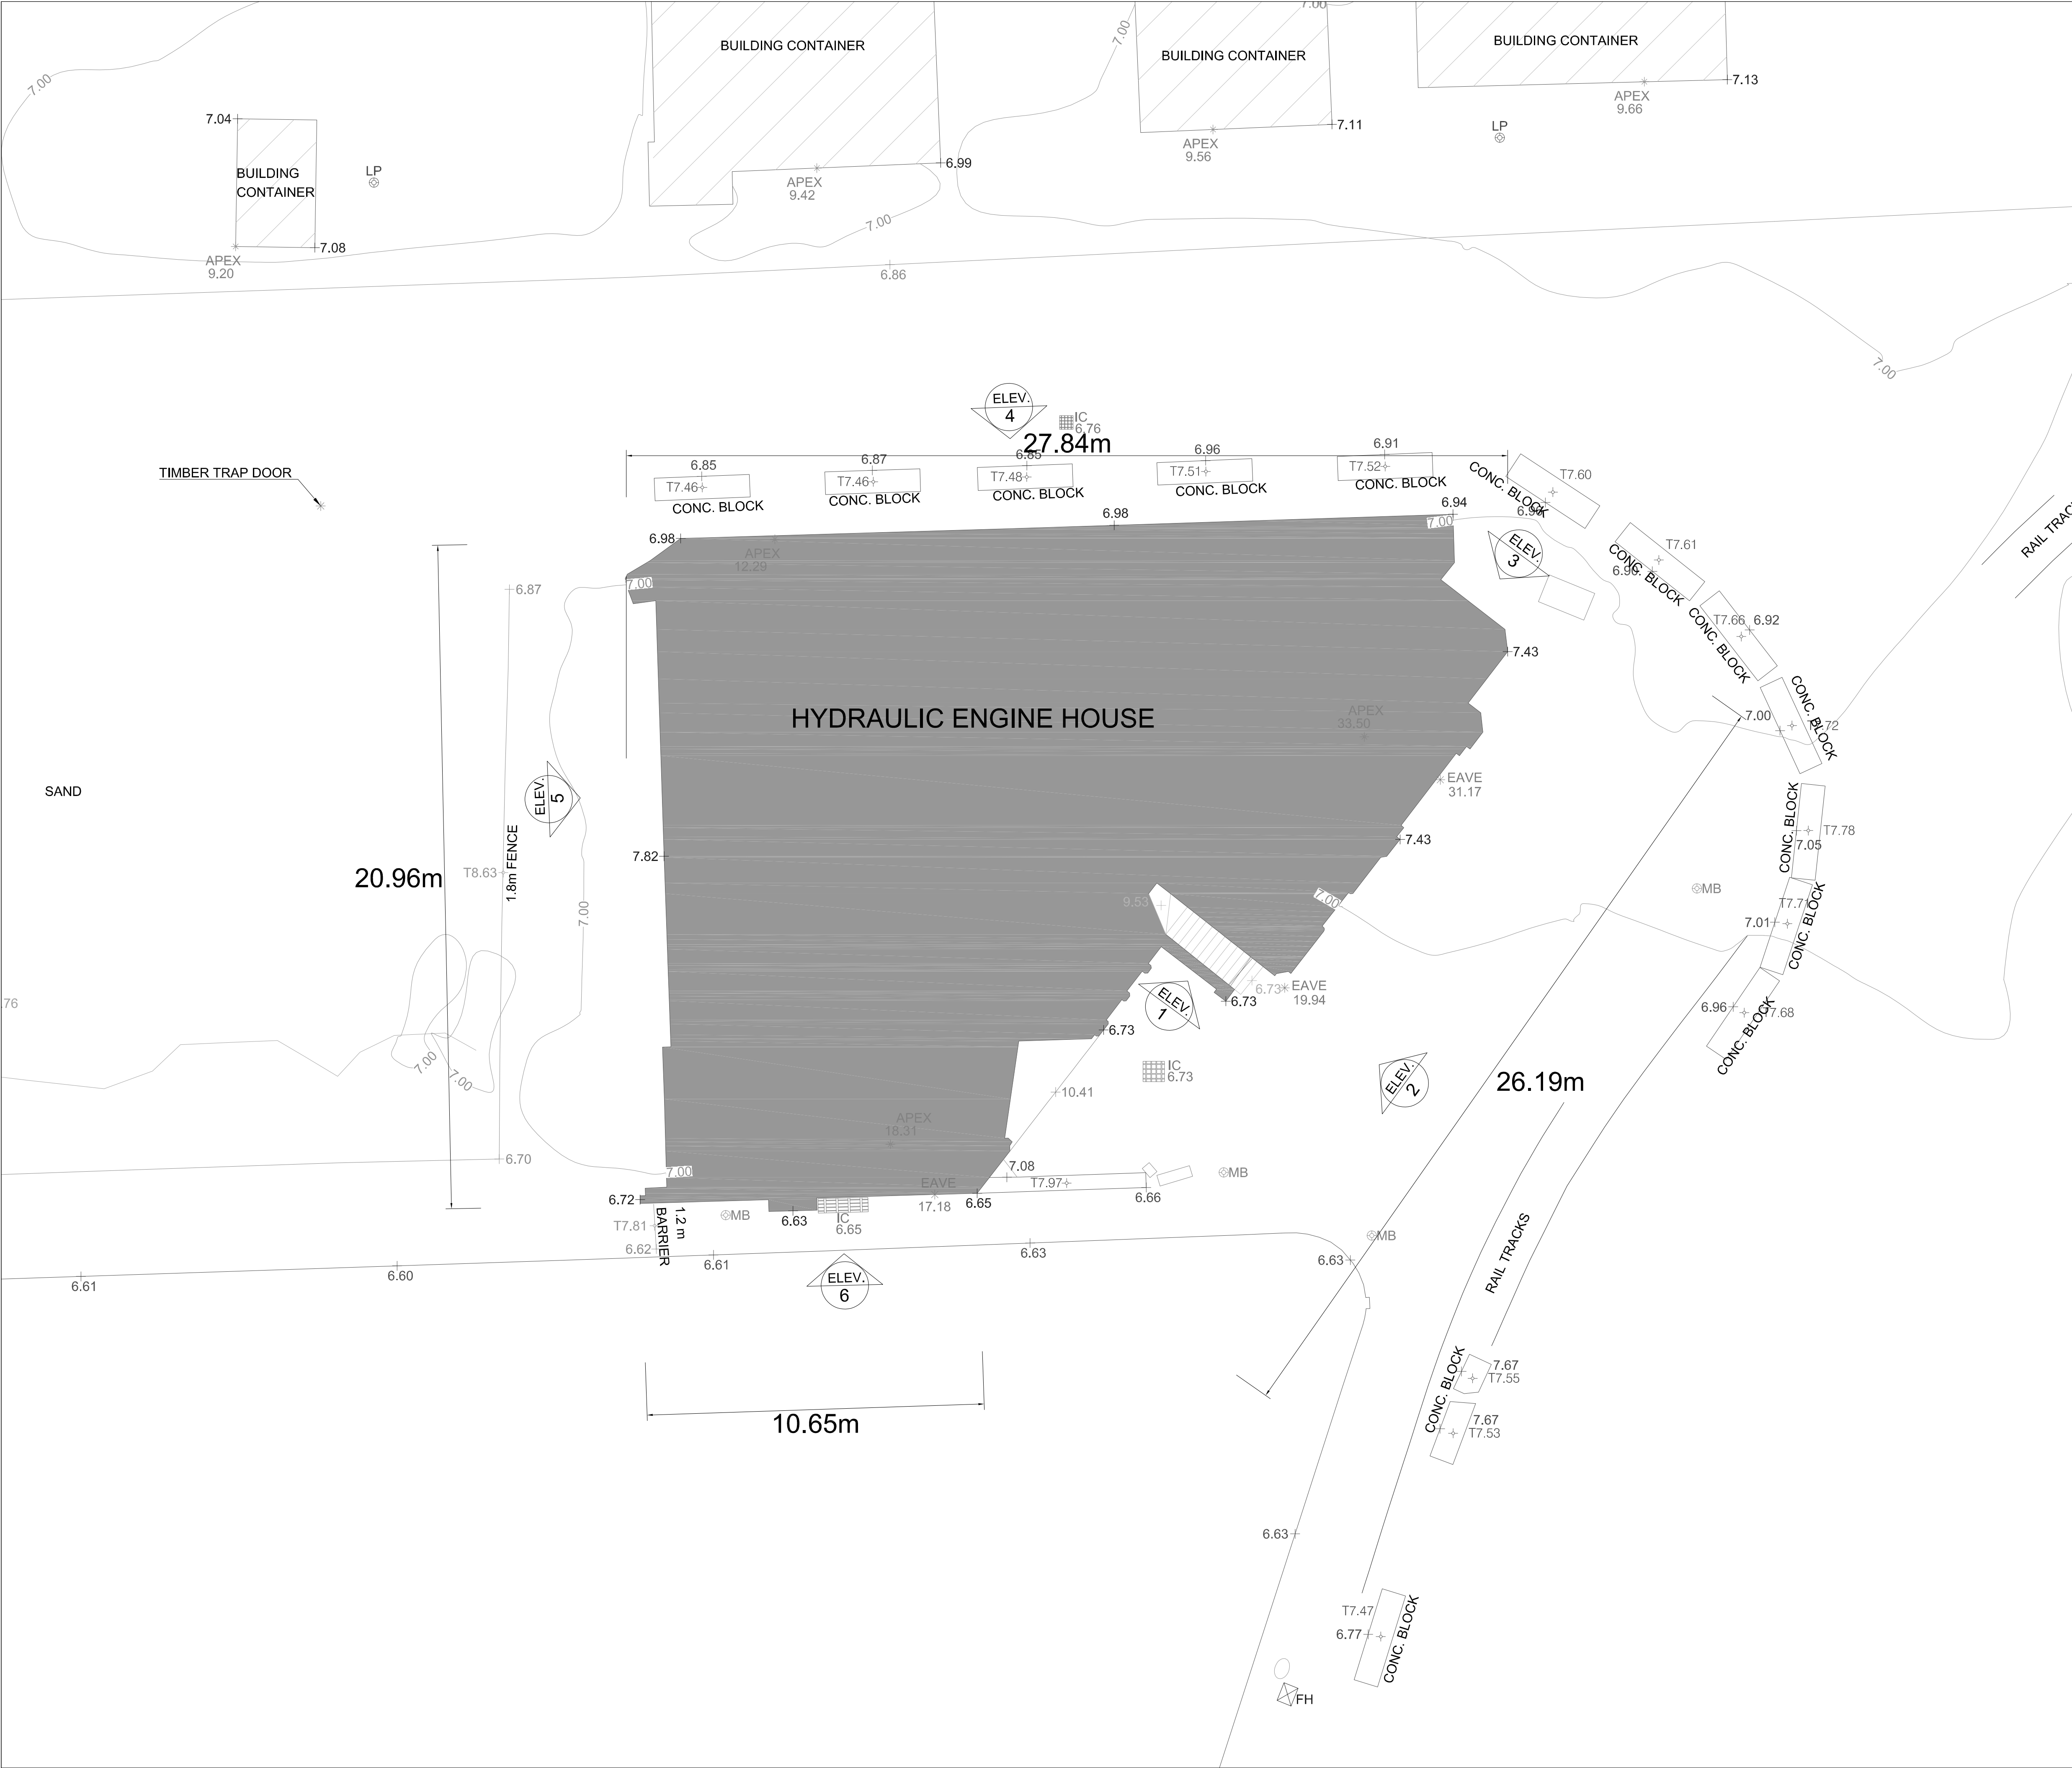 7.00
BUILDING CONTAINER
7.00
BUILDING CONTAINER
BUILDING CONTAINER
7.00
7.13
APEX
9.66
7.04
LP
7.11
LP
APEX
9.56
BUILDING
CONTAINER
6.99
APEX
9.42
7.00
7.08
APEX
9.20
6.86
7.00
ELEV.
4
IC
6.76
27.84m
6.85
6.87
6.85
6.96
6.91
T7.46
T7.46
T7.48
T7.51
T7.52
CONC. BLOCK
CONC. BLOCK
CONC. BLOCK
CONC. BLOCK
CONC. BLOCK
CONC. BLOCK
T7.60
TIMBER TRAP DOOR
6.98
6.98
6.94
7.00
APEX
12.29
ELEV.
3
T7.61
CONC. BLOCK
6.90
RAIL TRAC
6.87
7.00
T7.66
6.92
CONC. BLOCK
7.43
HYDRAULIC ENGINE HOUSE
APEX
33.50
7.00
CONC. BLOCK
SAND
ELEV.
5
EAVE
31.17
7.82
7.43
T7.78
7.05
CONC. BLOCK
20.96m
T8.63
1.8m FENCE
7.00
9.53
7.00
MB
T7.71
7.01
CONC. BLOCK
.76
6.73
EAVE
19.94
6.73
ELEV.
1
6.73
6.96
T7.68
CONC. BLOCK
7.00
7.00
IC
6.73
ELEV.
2
26.19m
10.41
APEX
18.31
6.70
7.00
7.08
T7.97
MB
EAVE
17.18
6.72
6.65
6.66
6.63
IC
6.65
MB
1.2 m
BARRIER
T7.81
6.62
MB
6.61
6.63
6.63
6.61
6.60
ELEV.
6
RAIL TRACKS
10.65m
7.67
T7.55
CONC. BLOCK
7.67
T7.53
6.63
T7.47
6.77
CONC. BLOCK
FH